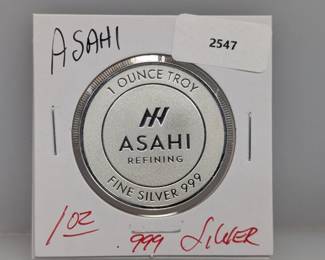 ASAHI
2547
1 OUNCE TROY
ASAHI
REFINING
FINE SILVER 999
1oz
999 SILVER